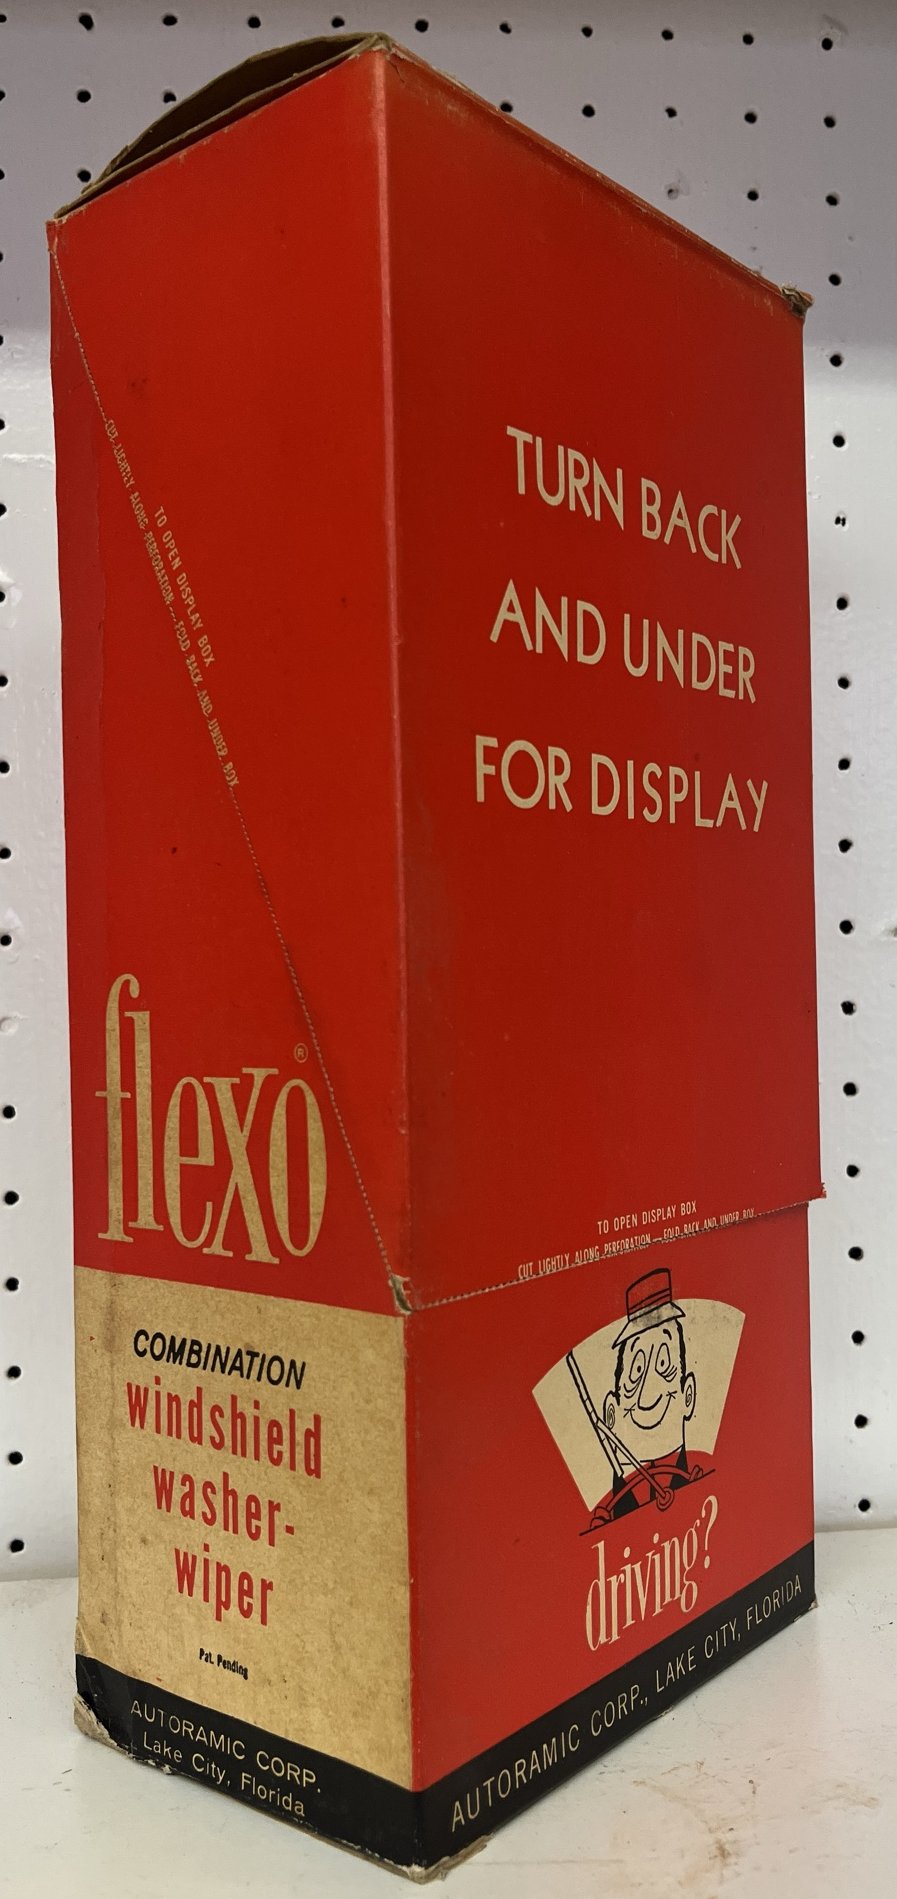 TO OPEN DISPLAY BOX
CUT LIGHTLY ALONG PERFORATION — FOLD BACK AND UNDER BOX
flexo®
COMBINATION
windshield
washer-
wiper
Pat. Pending
AUTORAMIC CORP.
Lake City, Florida
TURN BACK
AND UNDER
FOR DISPLAY
TO OPEN DISPLAY BOX
CUT LIGHTLY ALONG PERFORATION — FOLD BACK AND UNDER BOX
driving?
AUTORAMIC CORP., LAKE CITY, FLORIDA